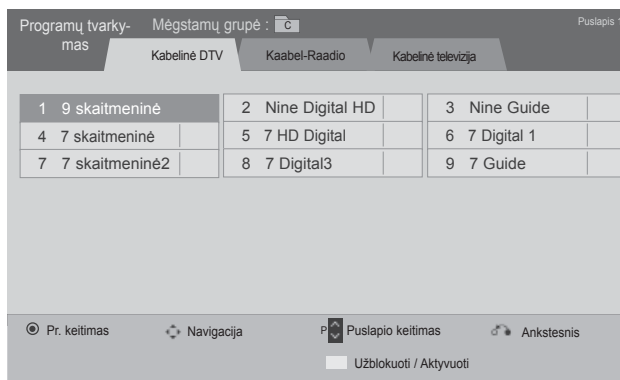 Programų tvarky-
mas
Mėgstamų grupė : C
Puslapis 1
Kabelinė DTV
Kaabel-Raadio
Kabelinė televizija
1 9 skaitmeninė
2 Nine Digital HD
3 Nine Guide
4 7 skaitmeninė
5 7 HD Digital
6 7 Digital 1
7 7 skaitmeninė2
8 7 Digital3
9 7 Guide
Pr. keitimas
Navigacija
P Puslapio keitimas
Ankstesnis
Užblokuoti / Aktyvuoti